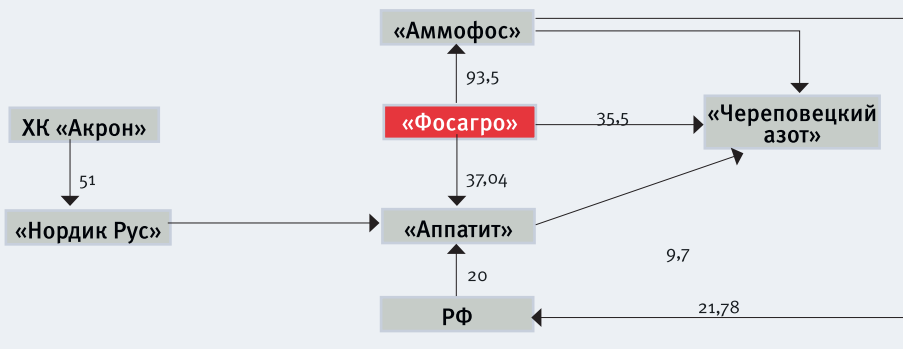 «Аммофос»
93,5
ХК «Акрон»
«Фосагро»
35,5
«Череповецкий
азот»
51
37,04
«Нордик Рус»
«Аппатит»
9,7
20
РФ
21,78